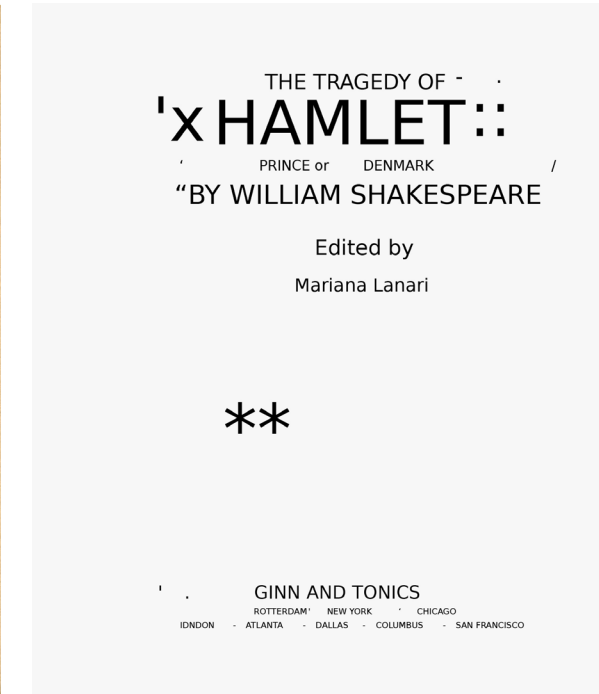 THE TRAGEDY OF - ·
'x HAMLET ::
‘ PRINCE or DENMARK /
“BY WILLIAM SHAKESPEARE
Edited by
Mariana Lanari
**
' . GINN AND TONICS
ROTTERDAM' NEW YORK ‘ CHICAGO
IDNDON - ATLANTA - DALLAS - COLUMBUS - SAN FRANCISCO